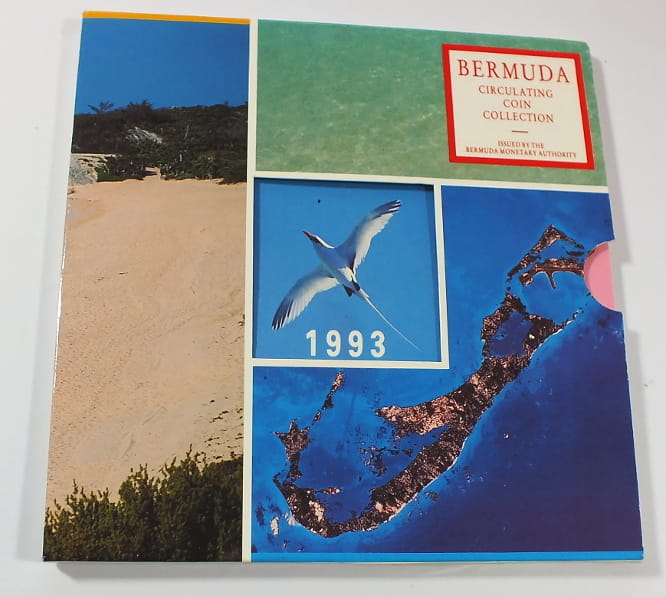 BERMUDA
CIRCULATING
COIN
COLLECTION
ISSUED BY THE
BERMUDA MONETARY AUTHORITY
1993